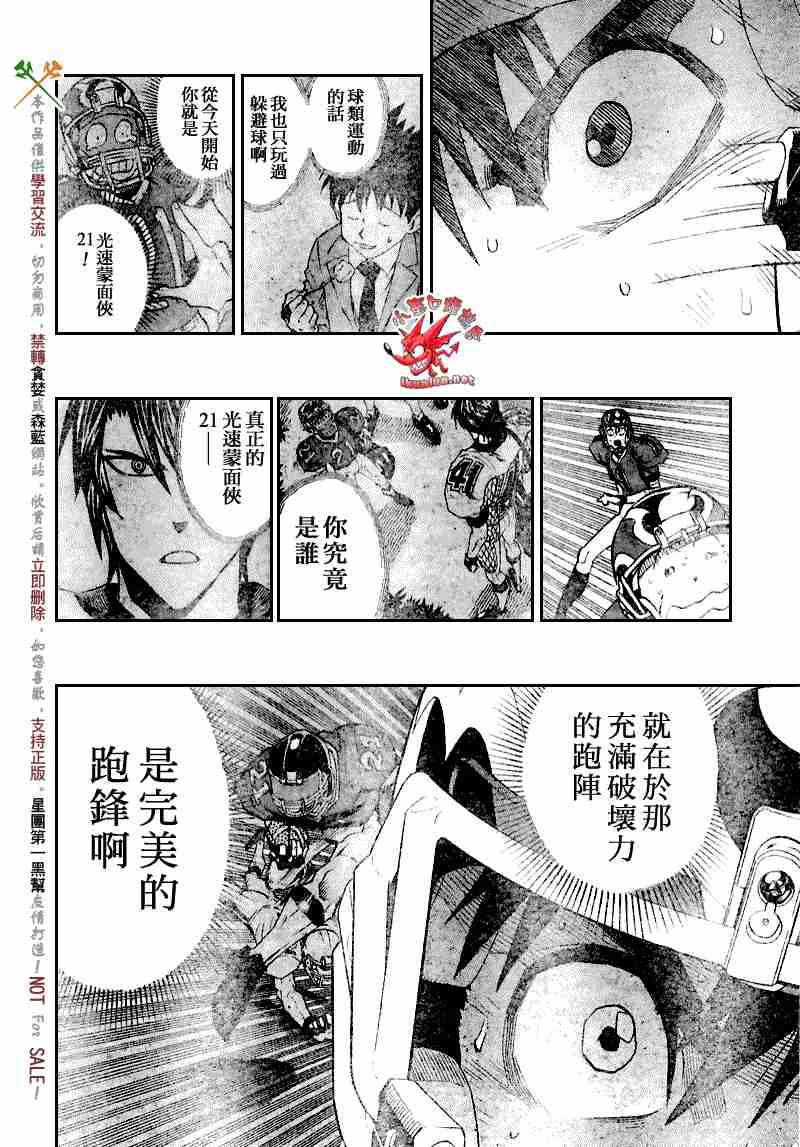 球類運動
的話
我也只玩過
躲避球啊
從今天開始
你就是
光速蒙面俠
21！
你究竟
是誰
41
真正的
光速蒙面俠
21—
就在於那
充滿破壞力
的跑陣
是完美的
跑鋒啊
21
本作品僅供學習交流，切勿商用，禁轉貪婪或森藍網站。欣賞后請立即刪除，如您喜歡，支持正版。星團第一黑幫友情打造！NOT For SALE—